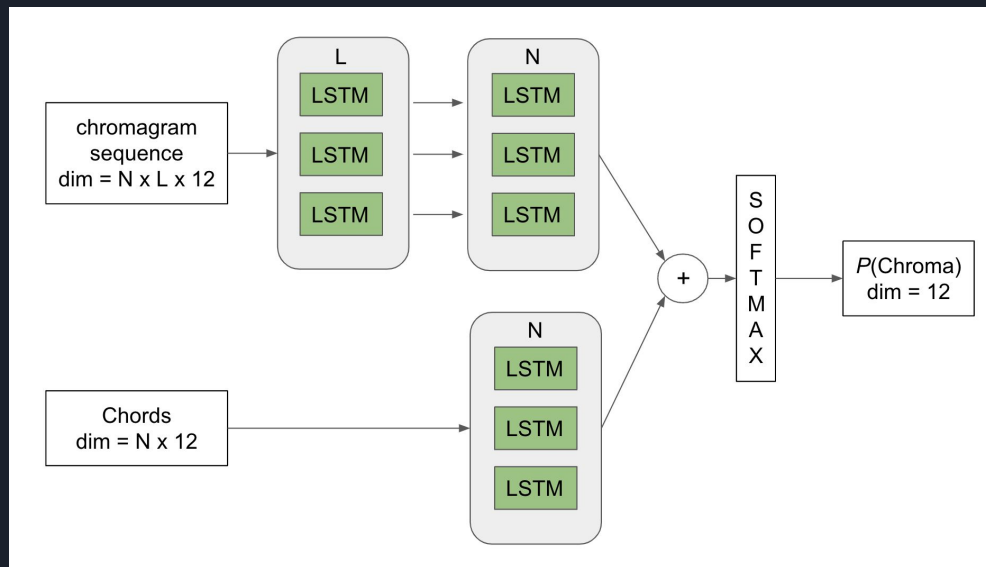 chromagram
sequence
dim = N x L x 12
L
LSTM
LSTM
LSTM
N
LSTM
LSTM
LSTM
Chords
dim = N x 12
N
LSTM
LSTM
LSTM
+
S
O
F
T
M
A
X
P(Chroma)
dim = 12